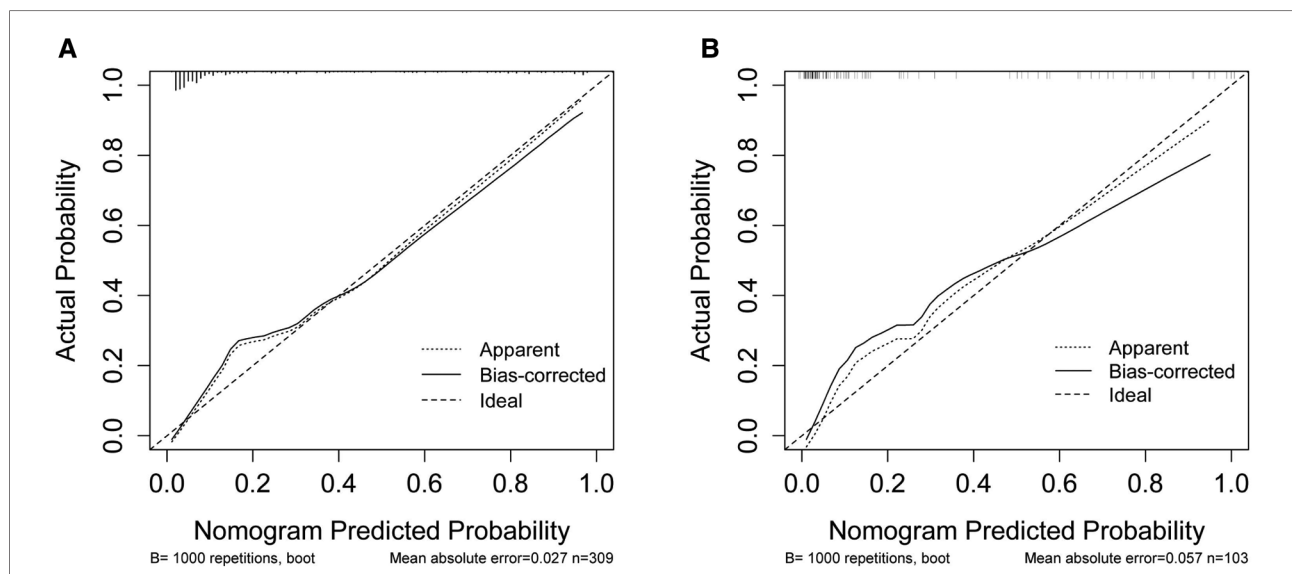 A
Actual Probability
1.0
0.8
0.6
0.4
0.2
0.0
Apparent
Bias-corrected
Ideal
0.0 0.2 0.4 0.6 0.8 1.0
Nomogram Predicted Probability
B= 1000 repetitions, boot Mean absolute error=0.027 n=309
B
Actual Probability
1.0
0.8
0.6
0.4
0.2
0.0
Apparent
Bias-corrected
Ideal
0.0 0.2 0.4 0.6 0.8 1.0
Nomogram Predicted Probability
B= 1000 repetitions, boot Mean absolute error=0.057 n=103